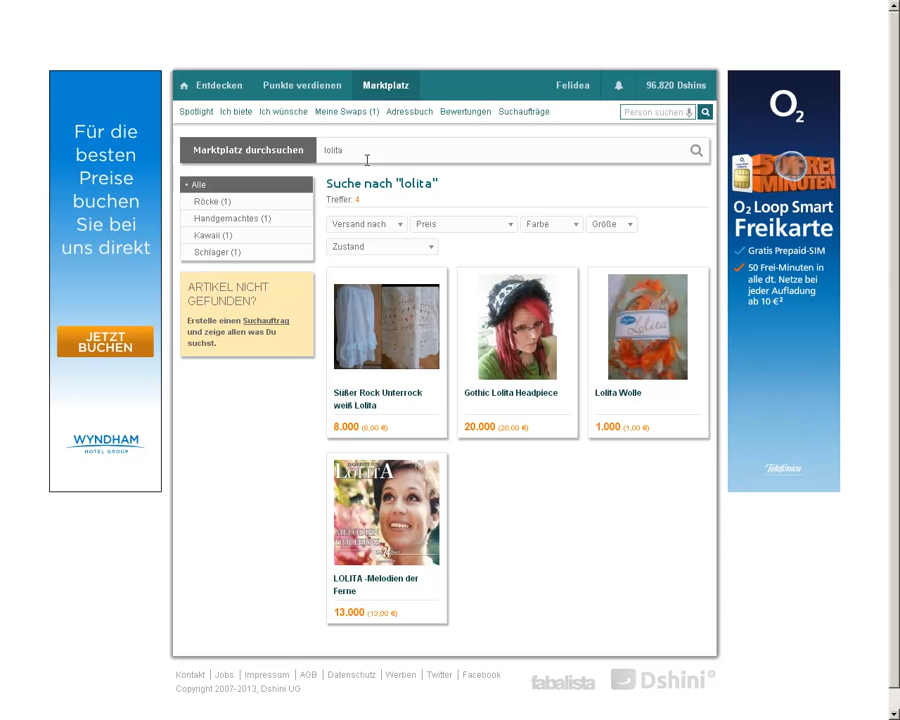 Entdecken Punkte verdienen Marktplatz Felidea 96.820 Dshins
Spotlight Ich biete Ich wünsche Meine Swaps (1) Adressbuch Bewertungen Suchaufträge Person suchen
Marktplatz durchsuchen lolita
Alle
Röcke (1)
Handgemachtes (1)
Kawaii (1)
Schlager (1)
ARTIKEL NICHT
GEFUNDEN?
Erstelle einen Suchauftrag
und zeige allen was Du
suchst.
Suche nach "lolita"
Treffer: 4
Versand nach Preis Farbe Größe
Zustand
Süßer Rock Unterrock
weiß Lolita
8.000 (8,00 €)
Gothic Lolita Headpiece
20.000 (20,00 €)
Lolita
Lolita Wolle
1.000 (1,00 €)
LOLITA
LOLITA -Melodien der
Ferne
13.000 (13,00 €)
Für die
besten
Preise
buchen
Sie bei
uns direkt
JETZT
BUCHEN
WYNDHAM
HOTEL GROUP
O2
50 FREI-
MINUTEN
O2 Loop Smart
Freikarte
Gratis Prepaid-SIM
50 Frei-Minuten in
alle dt. Netze bei
jeder Aufladung
ab 10 €²
Telefónica
Kontakt | Jobs | Impressum | AGB | Datenschutz | Werben | Twitter | Facebook
Copyright 2007-2013, Dshini UG
fabalista Dshini